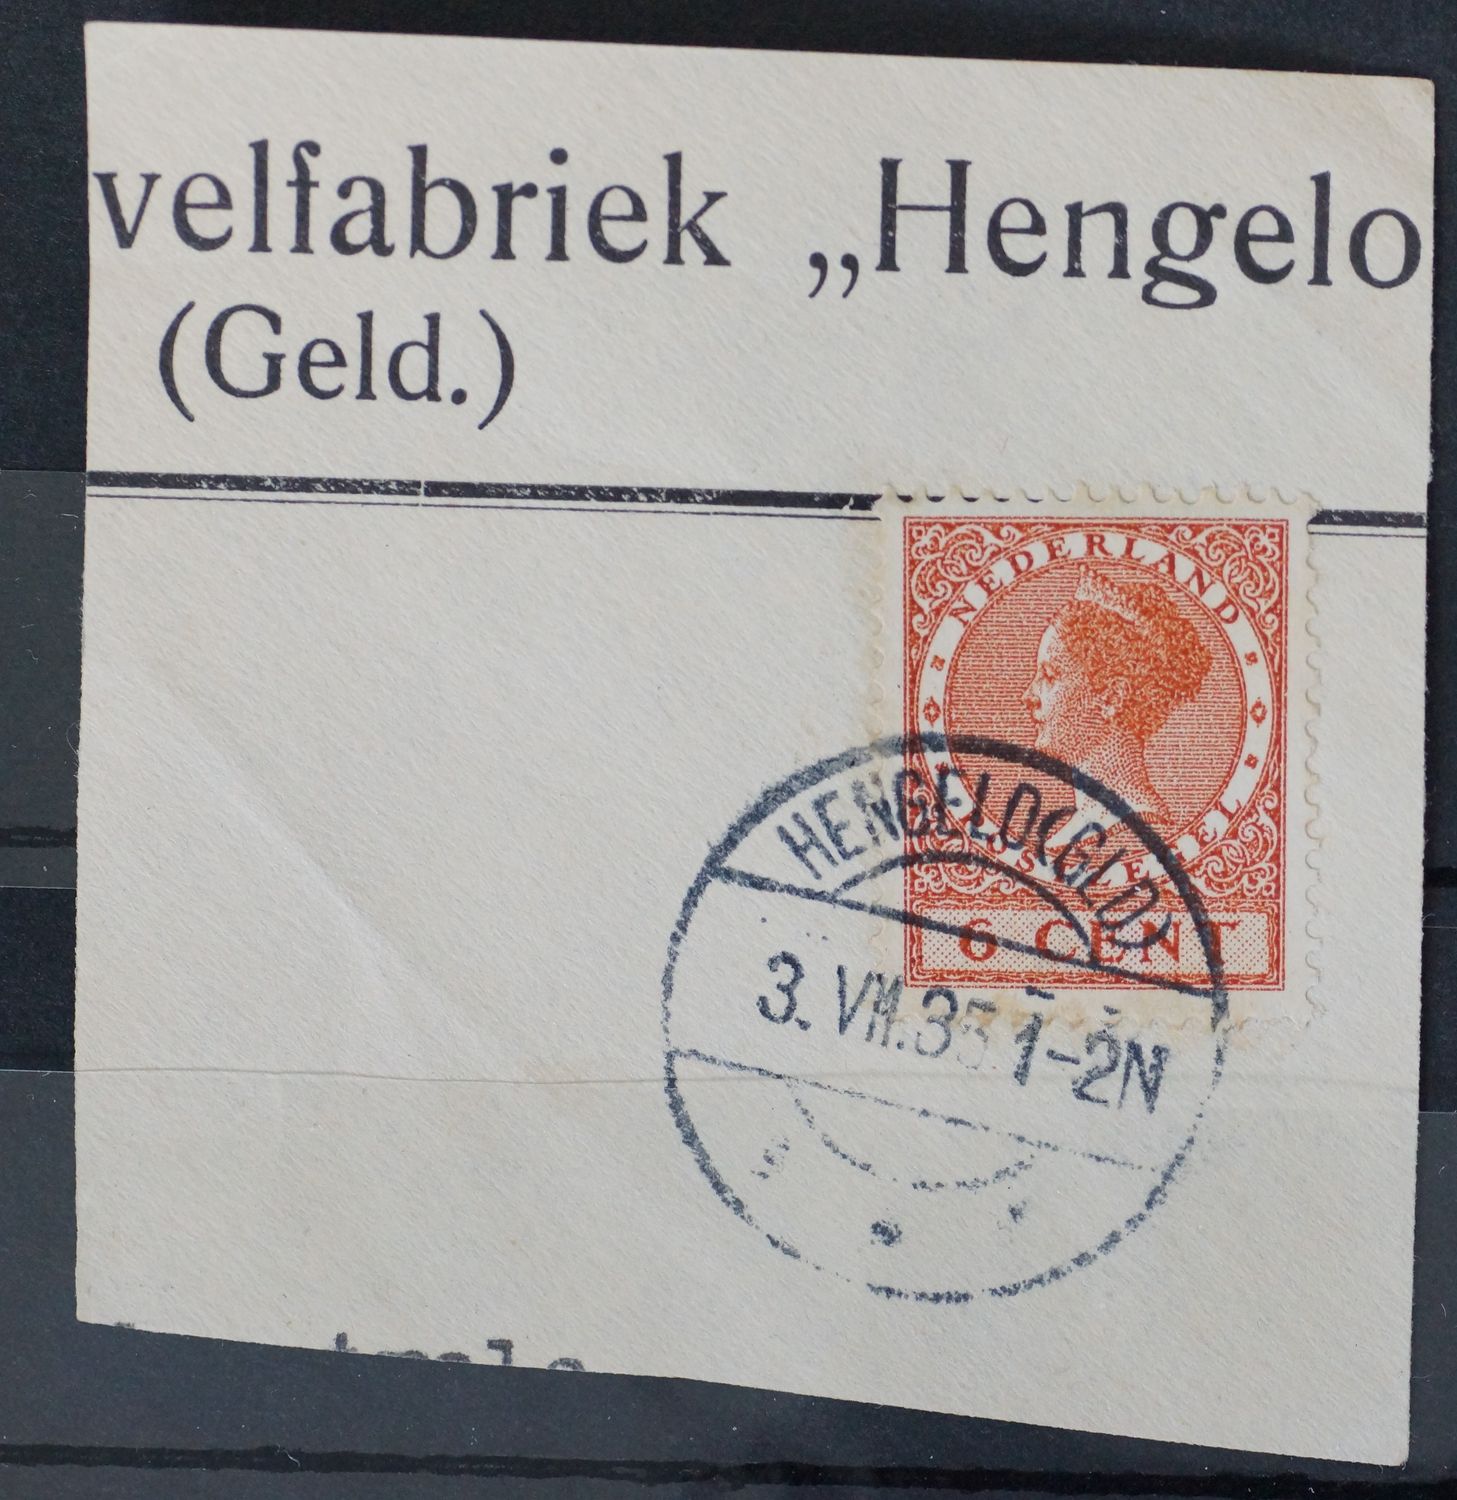 velfabriek „Hengelo
(Geld.)
NEDERLAND
6 CENT
HENGELO (GLD)
3.VII.35 1-2N